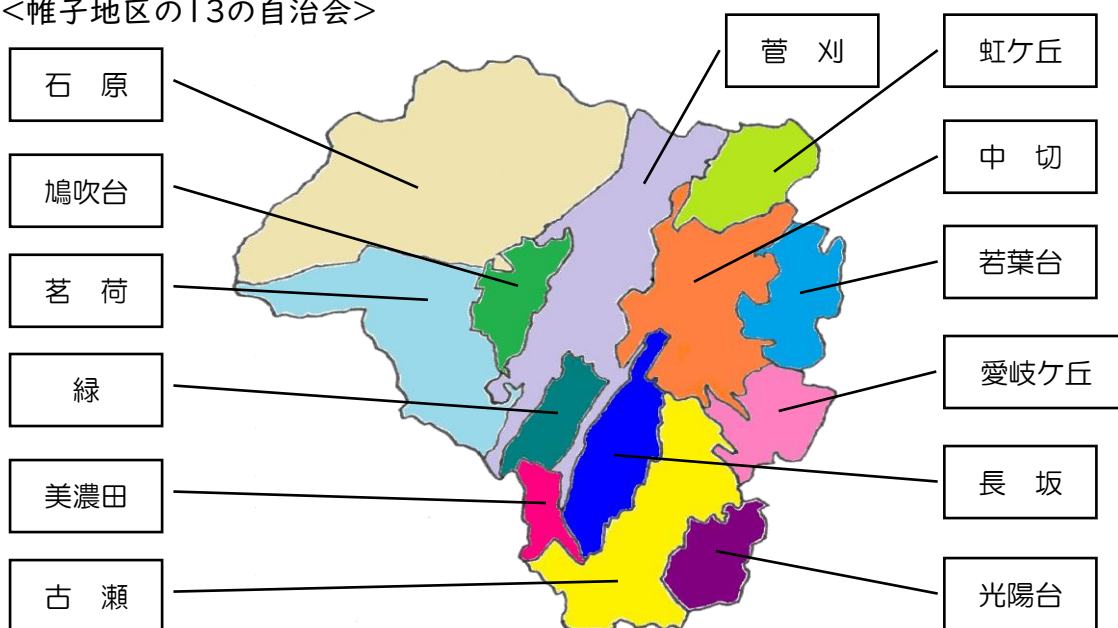 <帷子地区の13の自治会>
菅 刈
虹ケ丘
石 原
中 切
鳩吹台
若葉台
茗 荷
愛岐ケ丘
緑
長 坂
美濃田
光陽台
古 瀬